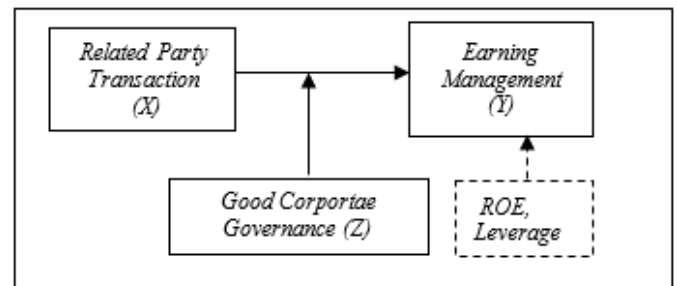 Related Party
Transaction
(X)
Earning
Management
(Y)
Good Corportae
Governance (Z)
ROE,
Leverage